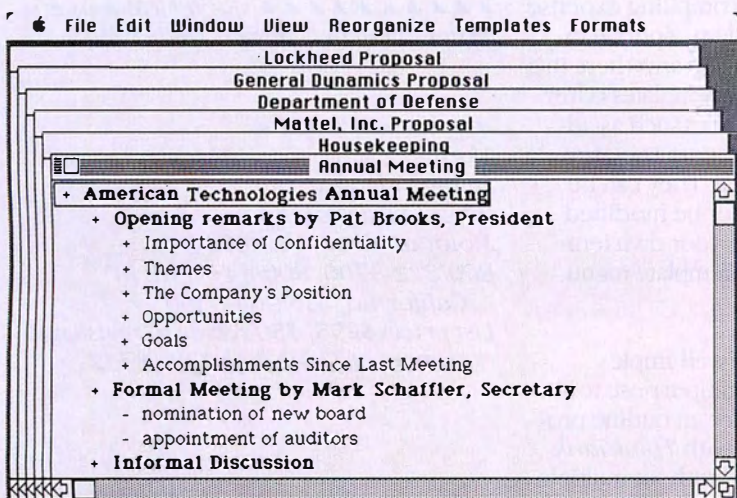 File Edit Window View Reorganize Templates Formats
Lockheed Proposal
General Dynamics Proposal
Department of Defense
Mattel, Inc. Proposal
Housekeeping
Annual Meeting
+ American Technologies Annual Meeting
+ Opening remarks by Pat Brooks, President
+ Importance of Confidentiality
+ Themes
+ The Company's Position
+ Opportunities
+ Goals
+ Accomplishments Since Last Meeting
+ Formal Meeting by Mark Schaffler, Secretary
- nomination of new board
- appointment of auditors
+ Informal Discussion